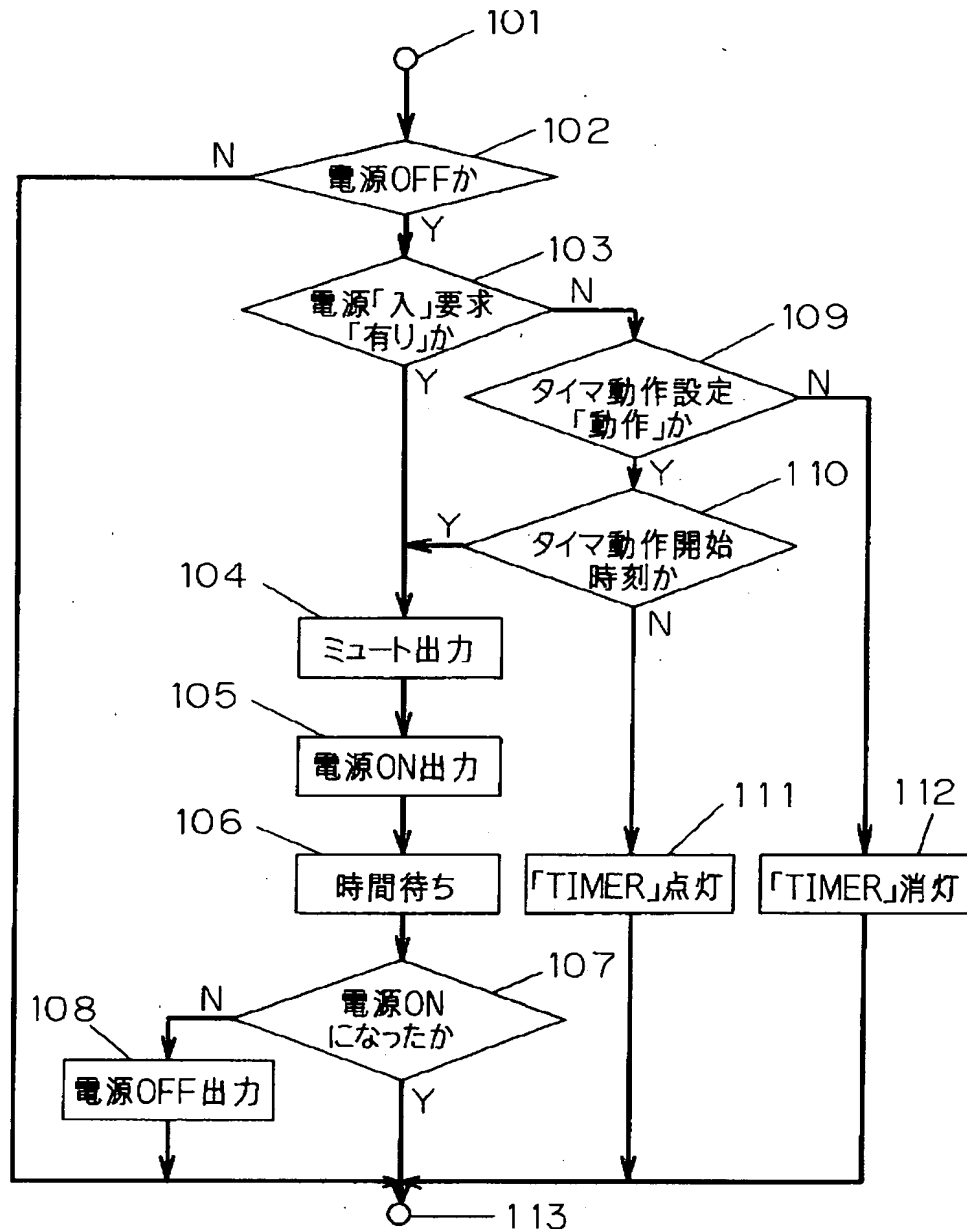 101
102
N
電源OFFか
Y
103
電源「入」要求
「有り」か
N
Y
109
タイマ動作設定
「動作」か
N
Y
110
Y
タイマ動作開始
時刻か
N
104
ミュート出力
105
電源ON出力
106
時間待ち
111
「TIMER」点灯
112
「TIMER」消灯
107
電源ON
になったか
N
Y
108
電源OFF出力
113